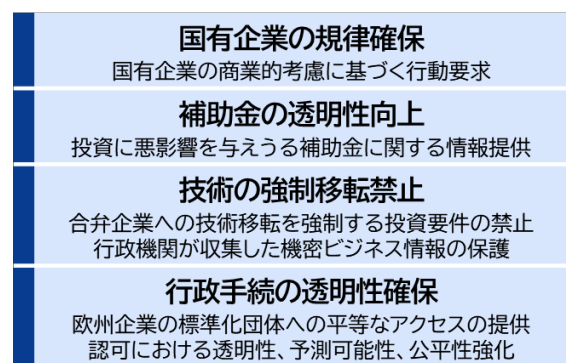 国有企業の規律確保
国有企業の商業的考慮に基づく行動要求
補助金の透明性向上
投資に悪影響を与えうる補助金に関する情報提供
技術の強制移転禁止
合弁企業への技術移転を強制する投資要件の禁止
行政機関が収集した機密ビジネス情報の保護
行政手続の透明性確保
欧州企業の標準化団体への平等なアクセスの提供
認可における透明性、予測可能性、公平性強化